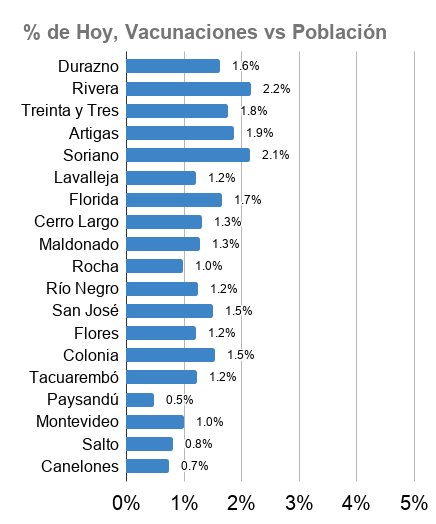 % de Hoy, Vacunaciones vs Población
Durazno 1.6%
Rivera 2.2%
Treinta y Tres 1.8%
Artigas 1.9%
Soriano 2.1%
Lavalleja 1.2%
Florida 1.7%
Cerro Largo 1.3%
Maldonado 1.3%
Rocha 1.0%
Río Negro 1.2%
San José 1.5%
Flores 1.2%
Colonia 1.5%
Tacuarembó 1.2%
Paysandú 0.5%
Montevideo 1.0%
Salto 0.8%
Canelones 0.7%
0% 1% 2% 3% 4% 5%